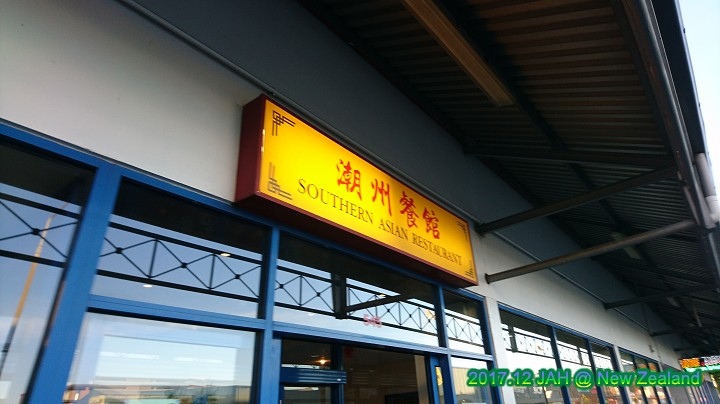 潮州餐館
SOUTHERN ASIAN RESTAURANT
2017.12 JAH @ NewZealand